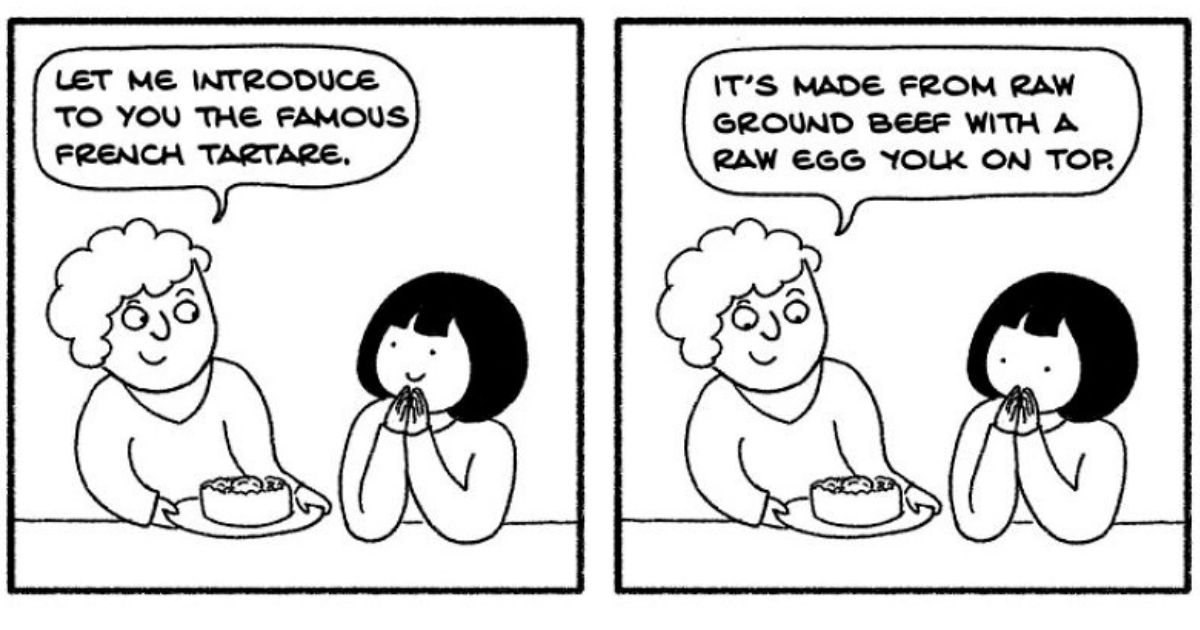 LET ME INTRODUCE
TO YOU THE FAMOUS
FRENCH TARTARE.
IT'S MADE FROM RAW
GROUND BEEF WITH A
RAW EGG YOLK ON TOP.